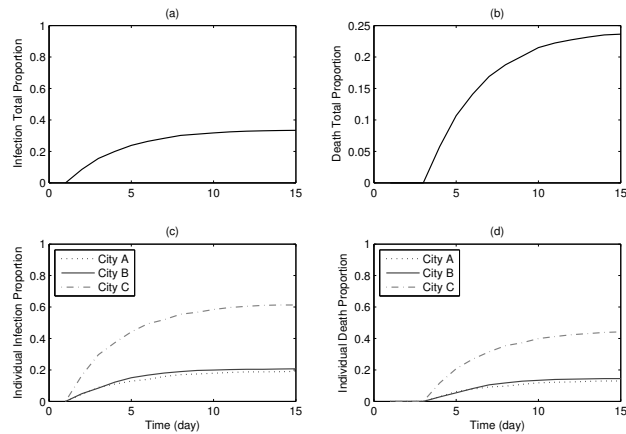 (a)
Infection Total Proportion
1
0.8
0.6
0.4
0.2
0
0 5 10 15
(b)
Death Total Proportion
0.25
0.2
0.15
0.1
0.05
0
0 5 10 15
(c)
Individual Infection Proportion
1
0.8
0.6
0.4
0.2
0
City A
City B
City C
0 5 10 15
Time (day)
(d)
Individual Death Proportion
1
0.8
0.6
0.4
0.2
0
City A
City B
City C
0 5 10 15
Time (day)